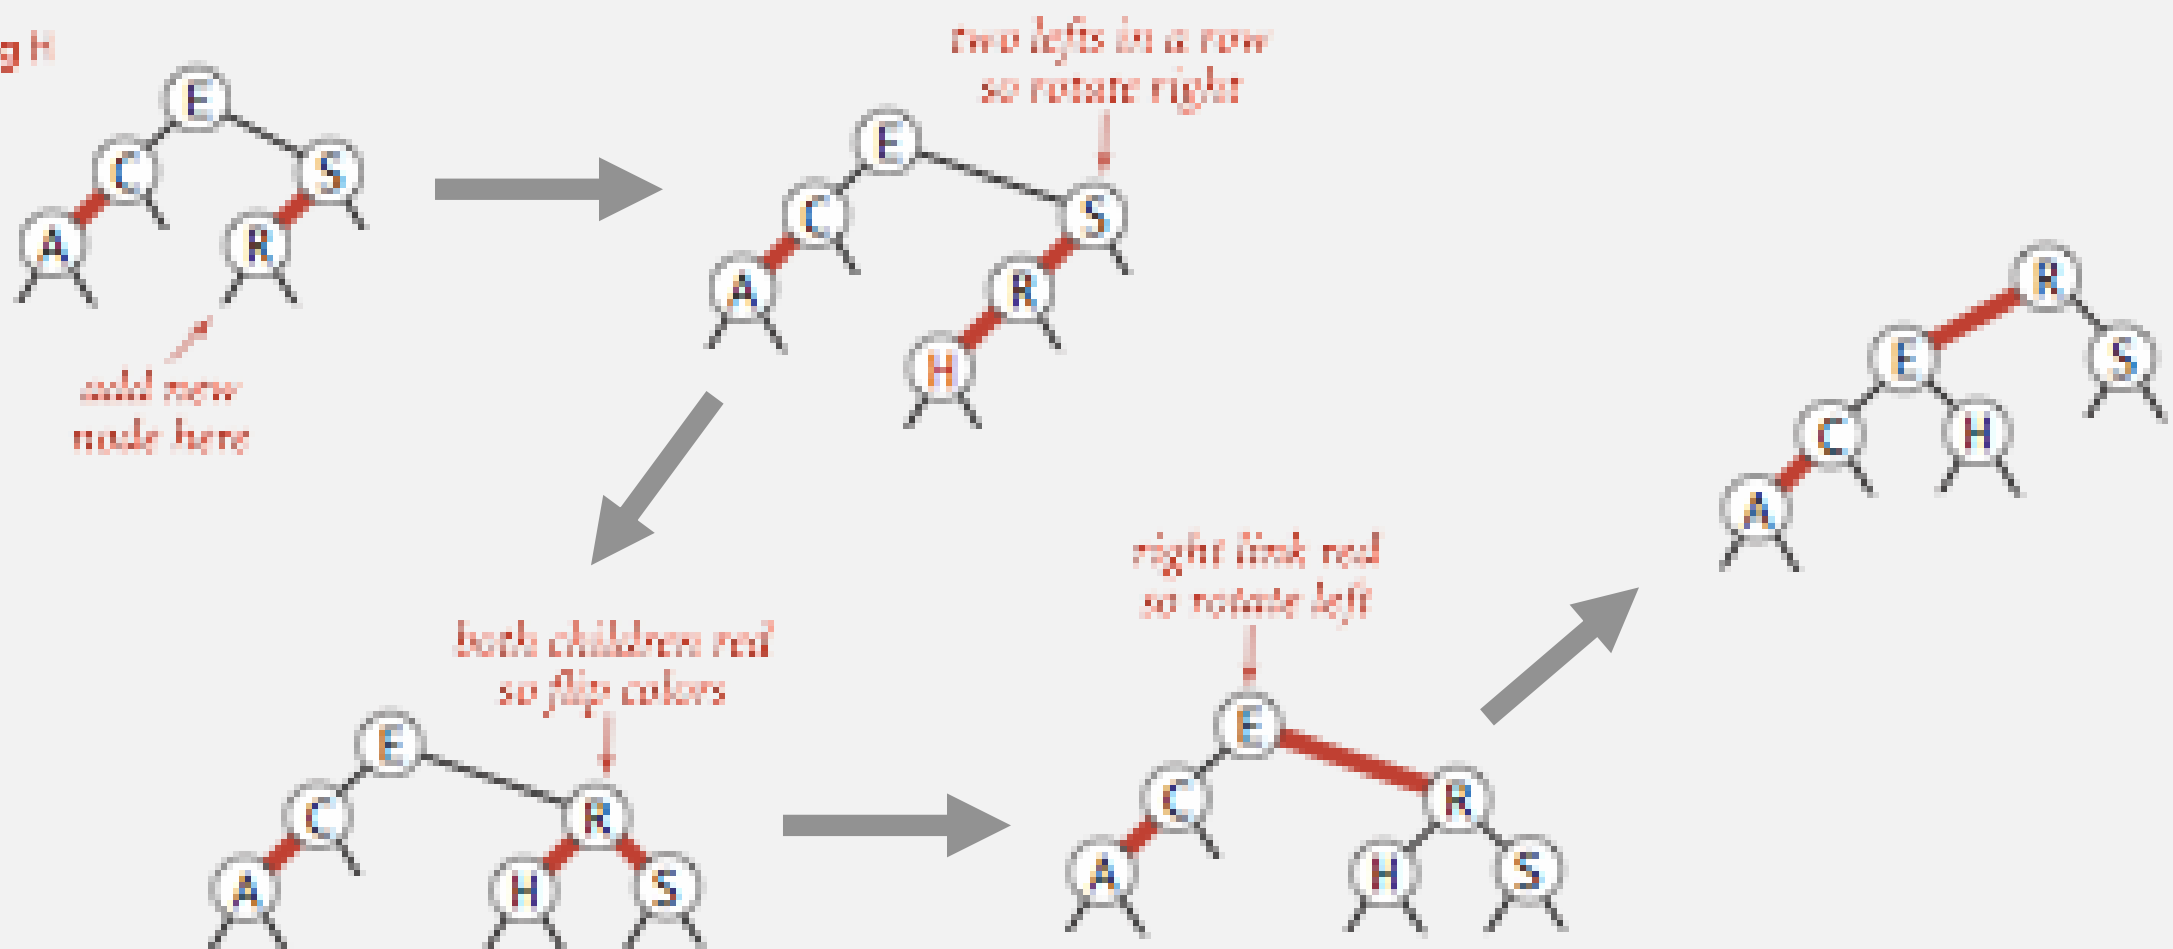 g H
E
C
S
A
R
add new
node here
two lefts in a row
so rotate right
E
C
S
A
R
H
both children red
so flip colors
E
C
R
A
H
S
right link red
so rotate left
E
C
R
A
H
S
R
E
S
C
H
A